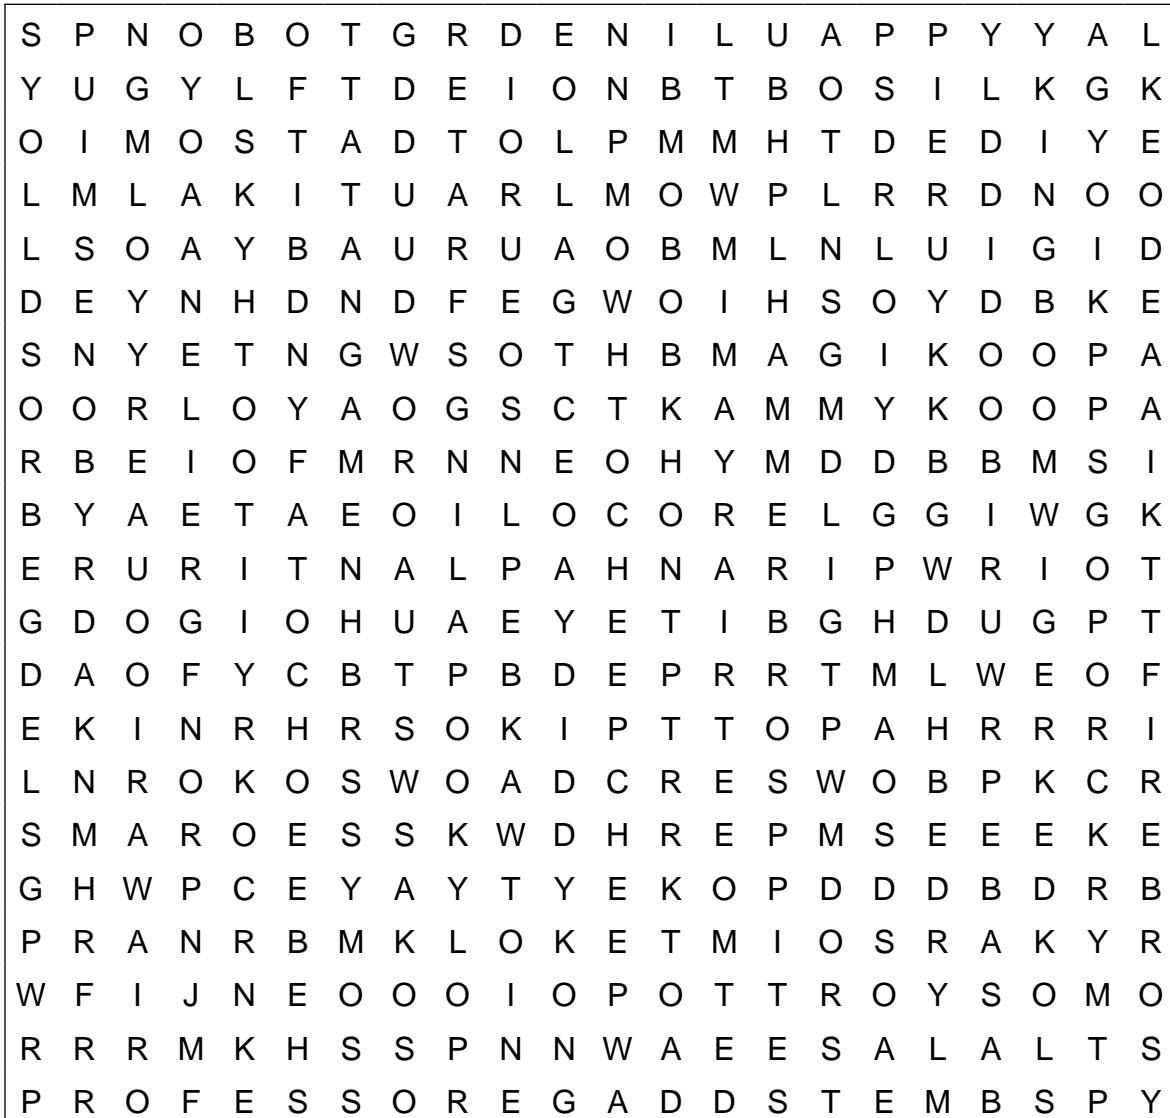 S P N O B O T G R D E N I L U A P P Y Y A L
Y U G Y L F T D E I O N B T B O S I L K G K
O I M O S T A D T O L P M M H T D E D I Y E
L M L A K I T U A R L M O W P L R R D N O O
L S O A Y B A U R U A O B M L N L U I G I D
D E Y N H D N D F E G W O I H S O Y D B K E
S N Y E T N G W S O T H B M A G I K O O P A
O O R L O Y A O G S C T K A M M Y K O O P A
R B E I O F M R N N E O H Y M D D B B M S I
B Y A E T A E O I L O C O R E L G G I W G K
E R U R I T N A L P A H N A R I P W R I O T
G D O G I O H U A E Y E T I B G H D U G P T
D A O F Y C B T P B D E P R R T M L W E O F
E K I N R H R S O K I P T T O P A H R R R I
L N R O K O S W O A D C R E S W O B P K C R
S M A R O E S S K W D H R E P M S E E E K E
G H W P C E Y A Y T Y E K O P D D D B D R B
P R A N R B M K L O K E T M I O S R A K Y R
W F I J N E O O O I O P O T T R O Y S O M O
R R R M K H S S P N N W A E E S A L A L T S
P R O F E S S O R E G A D D S T E M B S P Y